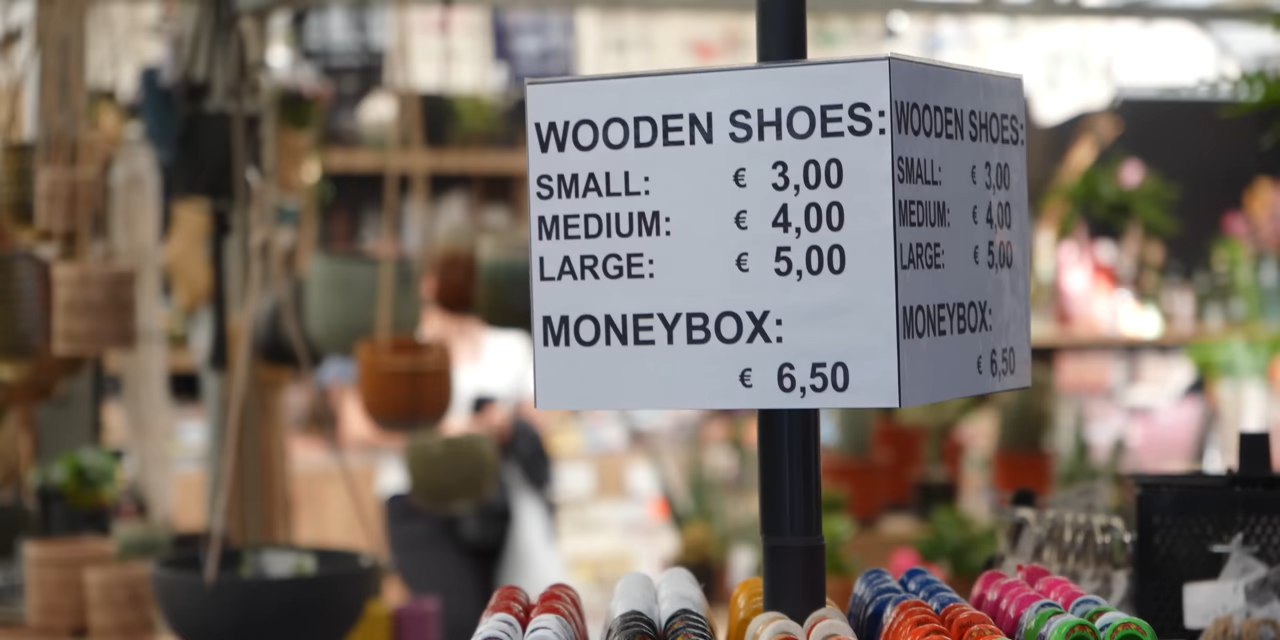 WOODEN SHOES:
SMALL: € 3,00
MEDIUM: € 4,00
LARGE: € 5,00
MONEYBOX:
€ 6,50
WOODEN SHOES:
SMALL: € 3,00
MEDIUM: € 4,00
LARGE: € 5,00
MONEYBOX:
€ 6,50